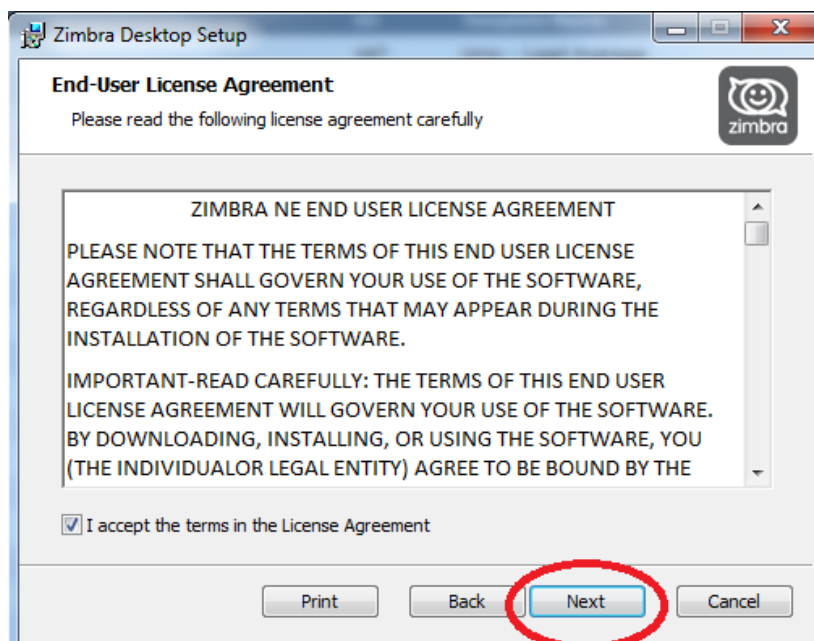 Zimbra Desktop Setup
End-User License Agreement
Please read the following license agreement carefully
zimbra
ZIMBRA NE END USER LICENSE AGREEMENT
PLEASE NOTE THAT THE TERMS OF THIS END USER LICENSE
AGREEMENT SHALL GOVERN YOUR USE OF THE SOFTWARE,
REGARDLESS OF ANY TERMS THAT MAY APPEAR DURING THE
INSTALLATION OF THE SOFTWARE.
IMPORTANT-READ CAREFULLY: THE TERMS OF THIS END USER
LICENSE AGREEMENT WILL GOVERN YOUR USE OF THE SOFTWARE.
BY DOWNLOADING, INSTALLING, OR USING THE SOFTWARE, YOU
(THE INDIVIDUALOR LEGAL ENTITY) AGREE TO BE BOUND BY THE
I accept the terms in the License Agreement
Print Back Next Cancel